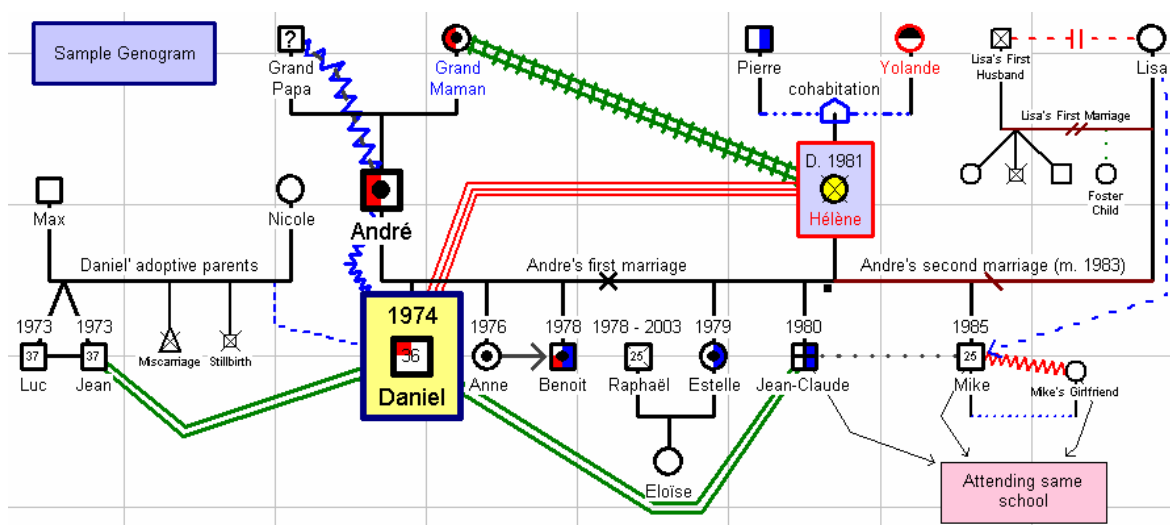 Sample Genogram
?
Grand
Papa
Grand
Maman
Pierre
Yolande
cohabitation
Lisa's First
Husband
Lisa
Lisa's First Marriage
Foster
Child
D. 1981
Hélène
Max
Nicole
André
Daniel' adoptive parents
Andre's first marriage
Andre's second marriage (m. 1983)
1973
1973
37
37
Luc
Jean
Miscarriage
Stillbirth
1974
36
Daniel
1976
Anne
1978
Benoit
1978 - 2003
25
Raphaël
1979
Estelle
1980
Jean-Claude
1985
25
Mike
Mike's Girlfriend
Eloïse
Attending same
school